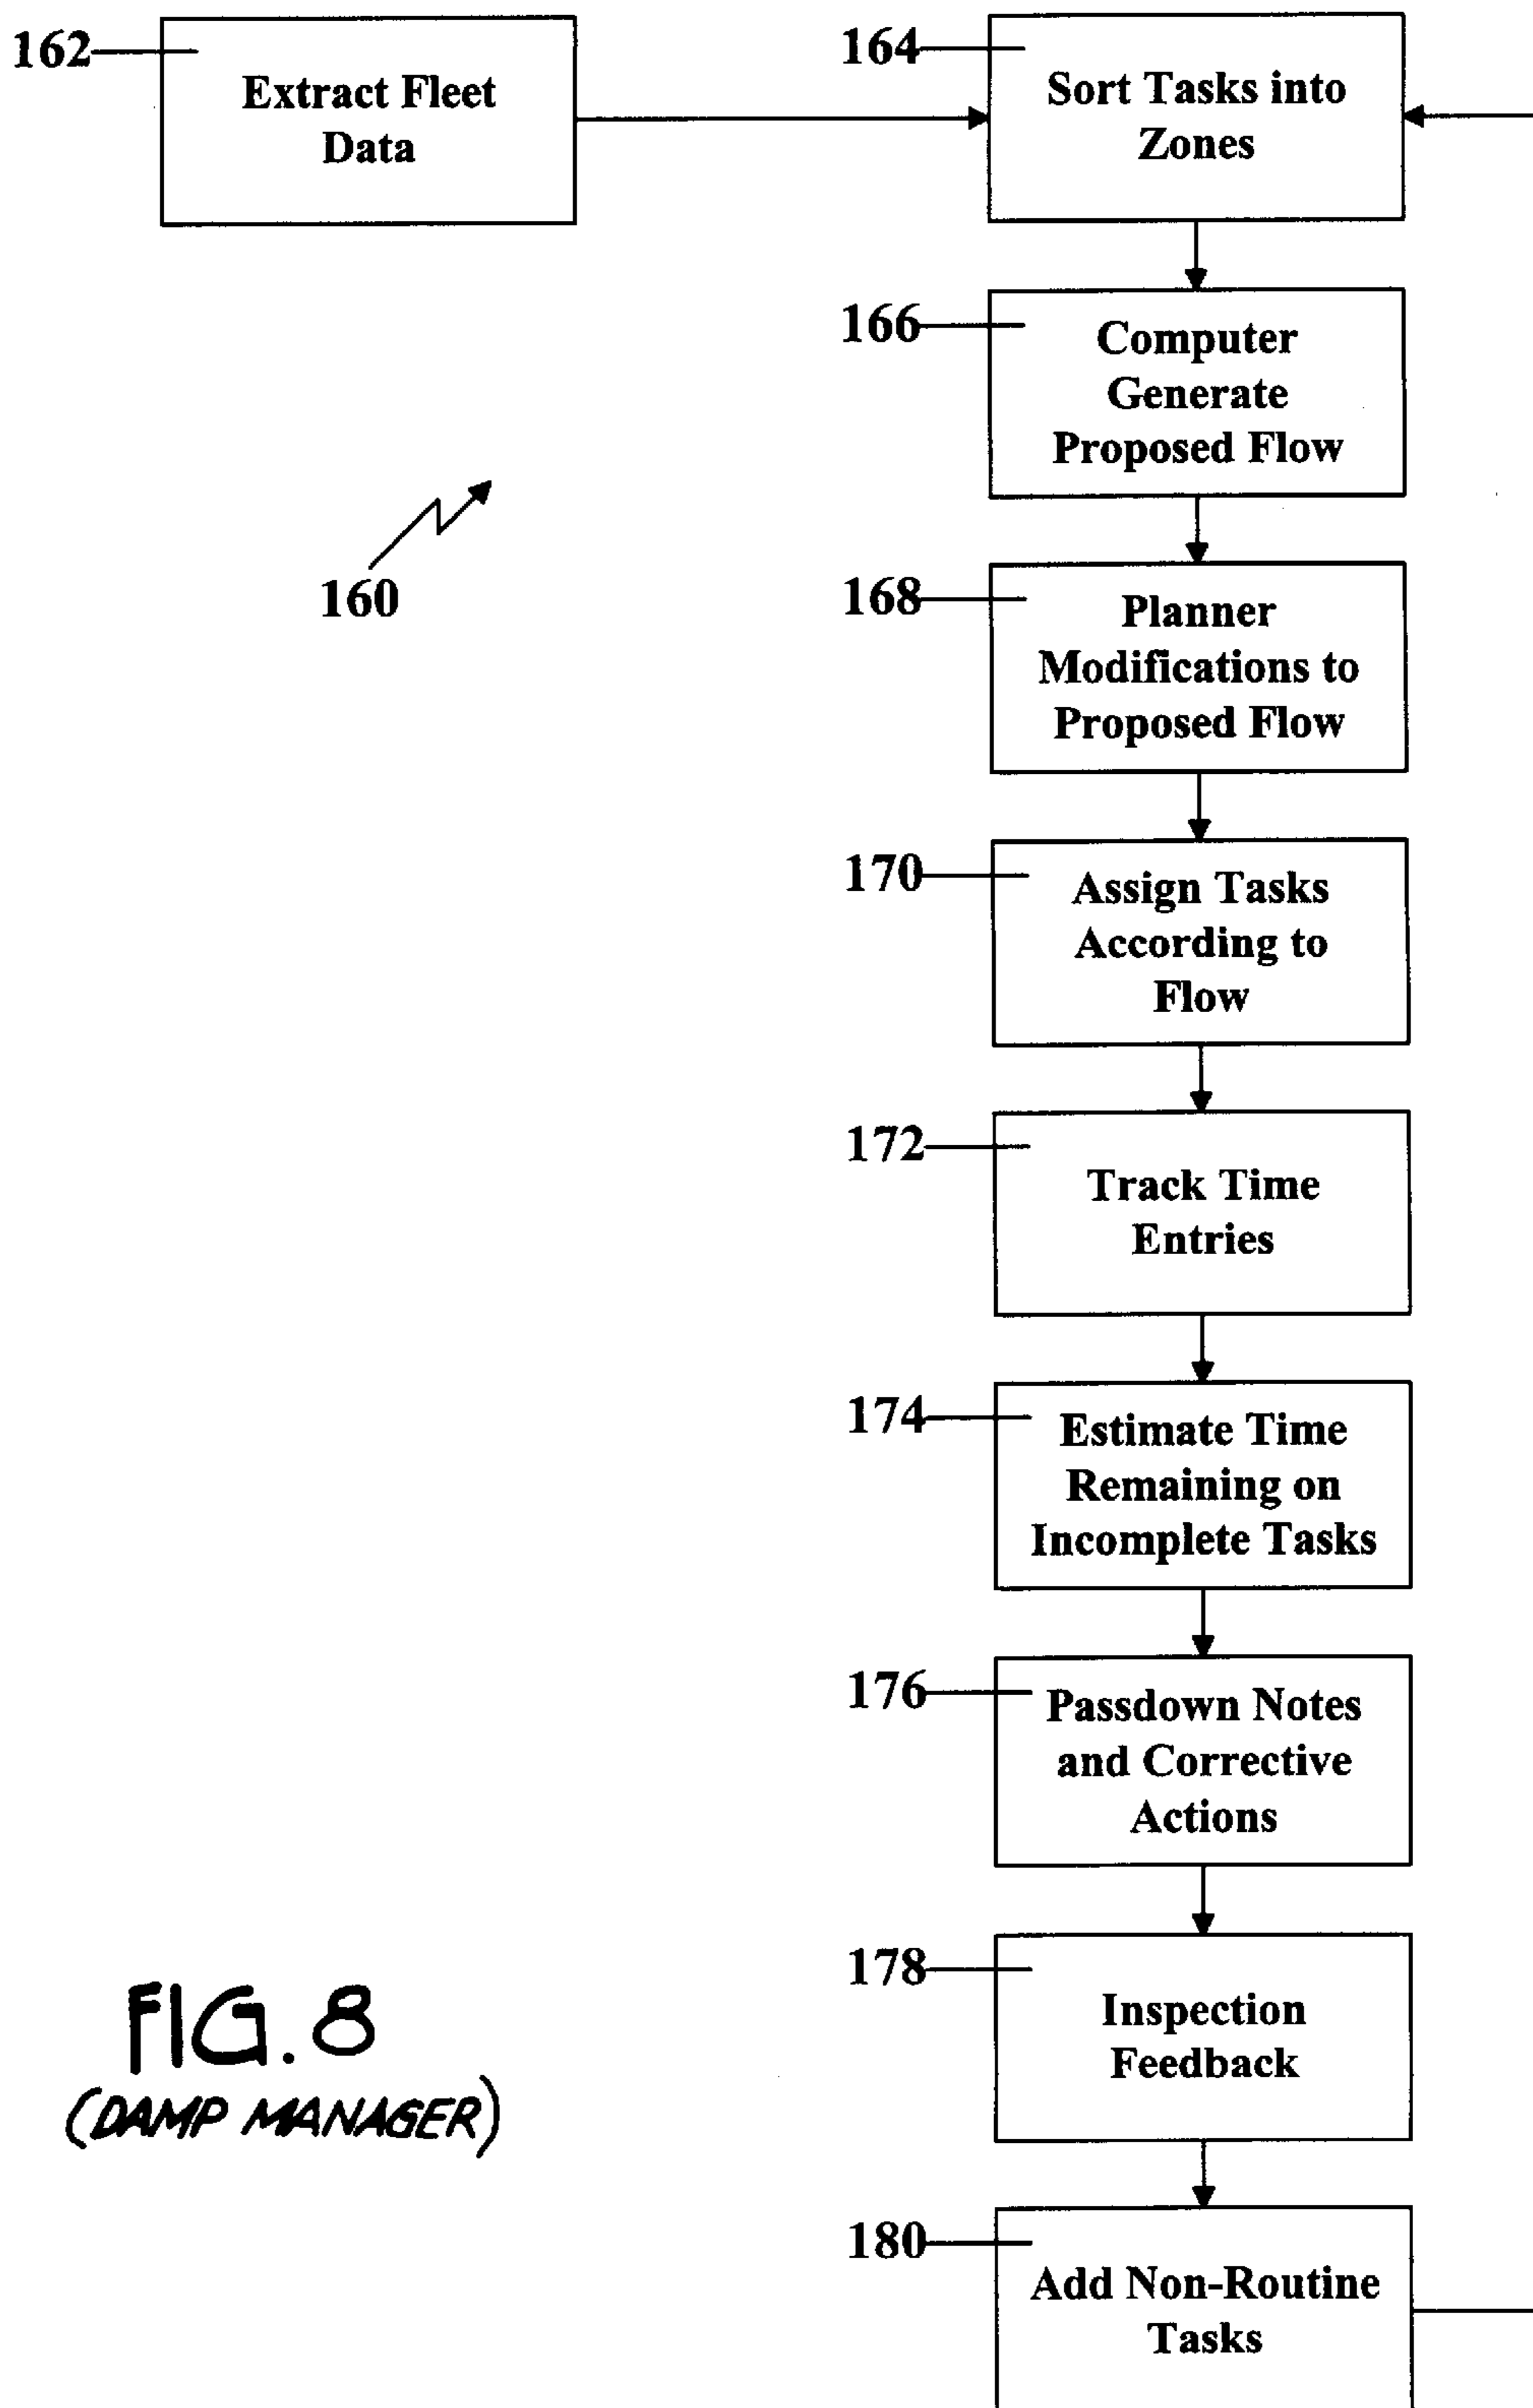 162
Extract Fleet
Data
164
Sort Tasks into
Zones
166
Computer
Generate
Proposed Flow
160
168
Planner
Modifications to
Proposed Flow
170
Assign Tasks
According to
Flow
172
Track Time
Entries
174
Estimate Time
Remaining on
Incomplete Tasks
176
Passdown Notes
and Corrective
Actions
178
Inspection
Feedback
180
Add Non-Routine
Tasks
FIG. 8
(DAMP MANAGER)